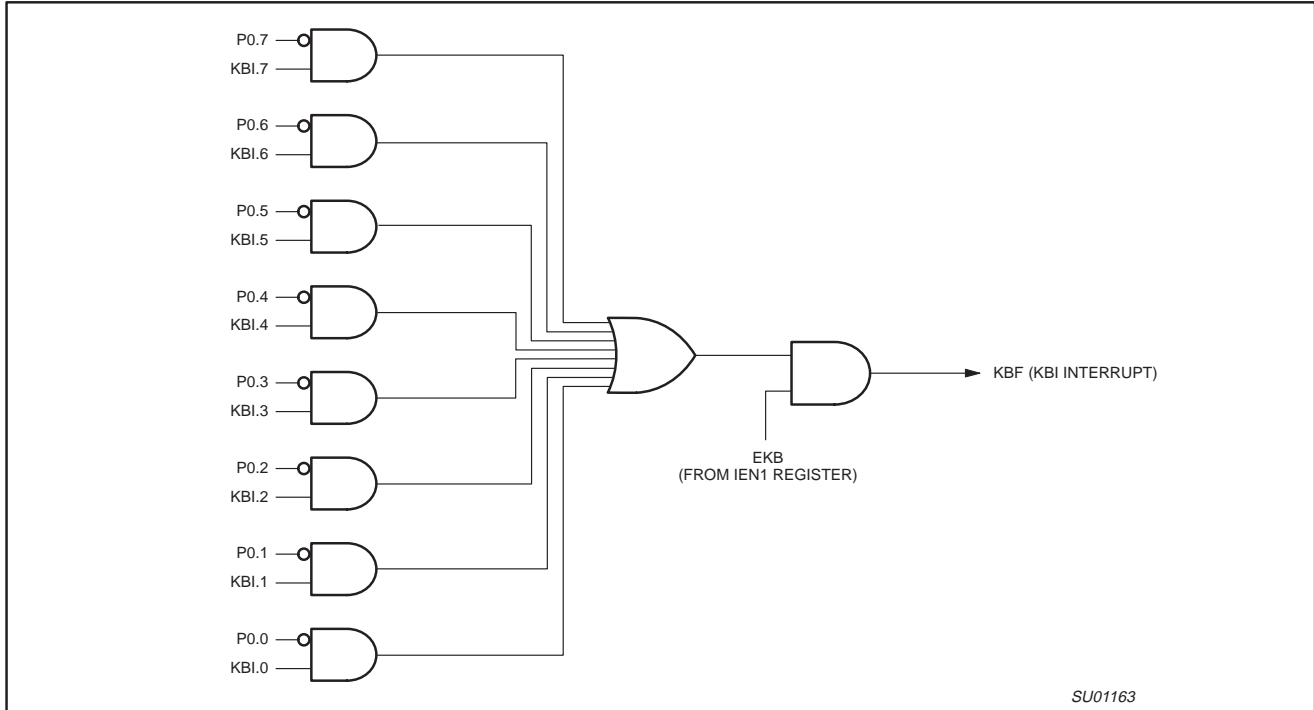 P0.7
KBI.7
P0.6
KBI.6
P0.5
KBI.5
P0.4
KBI.4
P0.3
KBI.3
P0.2
KBI.2
P0.1
KBI.1
P0.0
KBI.0
EKB
(FROM IEN1 REGISTER)
KBF (KBI INTERRUPT)
SU01163